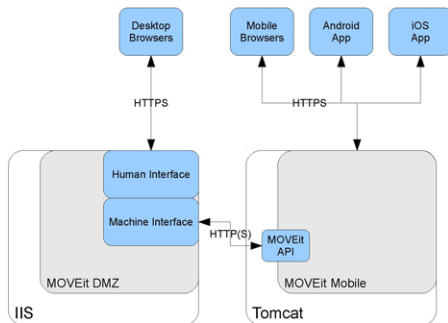 Desktop
Browsers
Mobile
Browsers
Android
App
iOS
App
HTTPS
HTTPS
Human Interface
Machine Interface
HTTP(S)
MOVEit
API
MOVEit DMZ
MOVEit Mobile
IIS
Tomcat